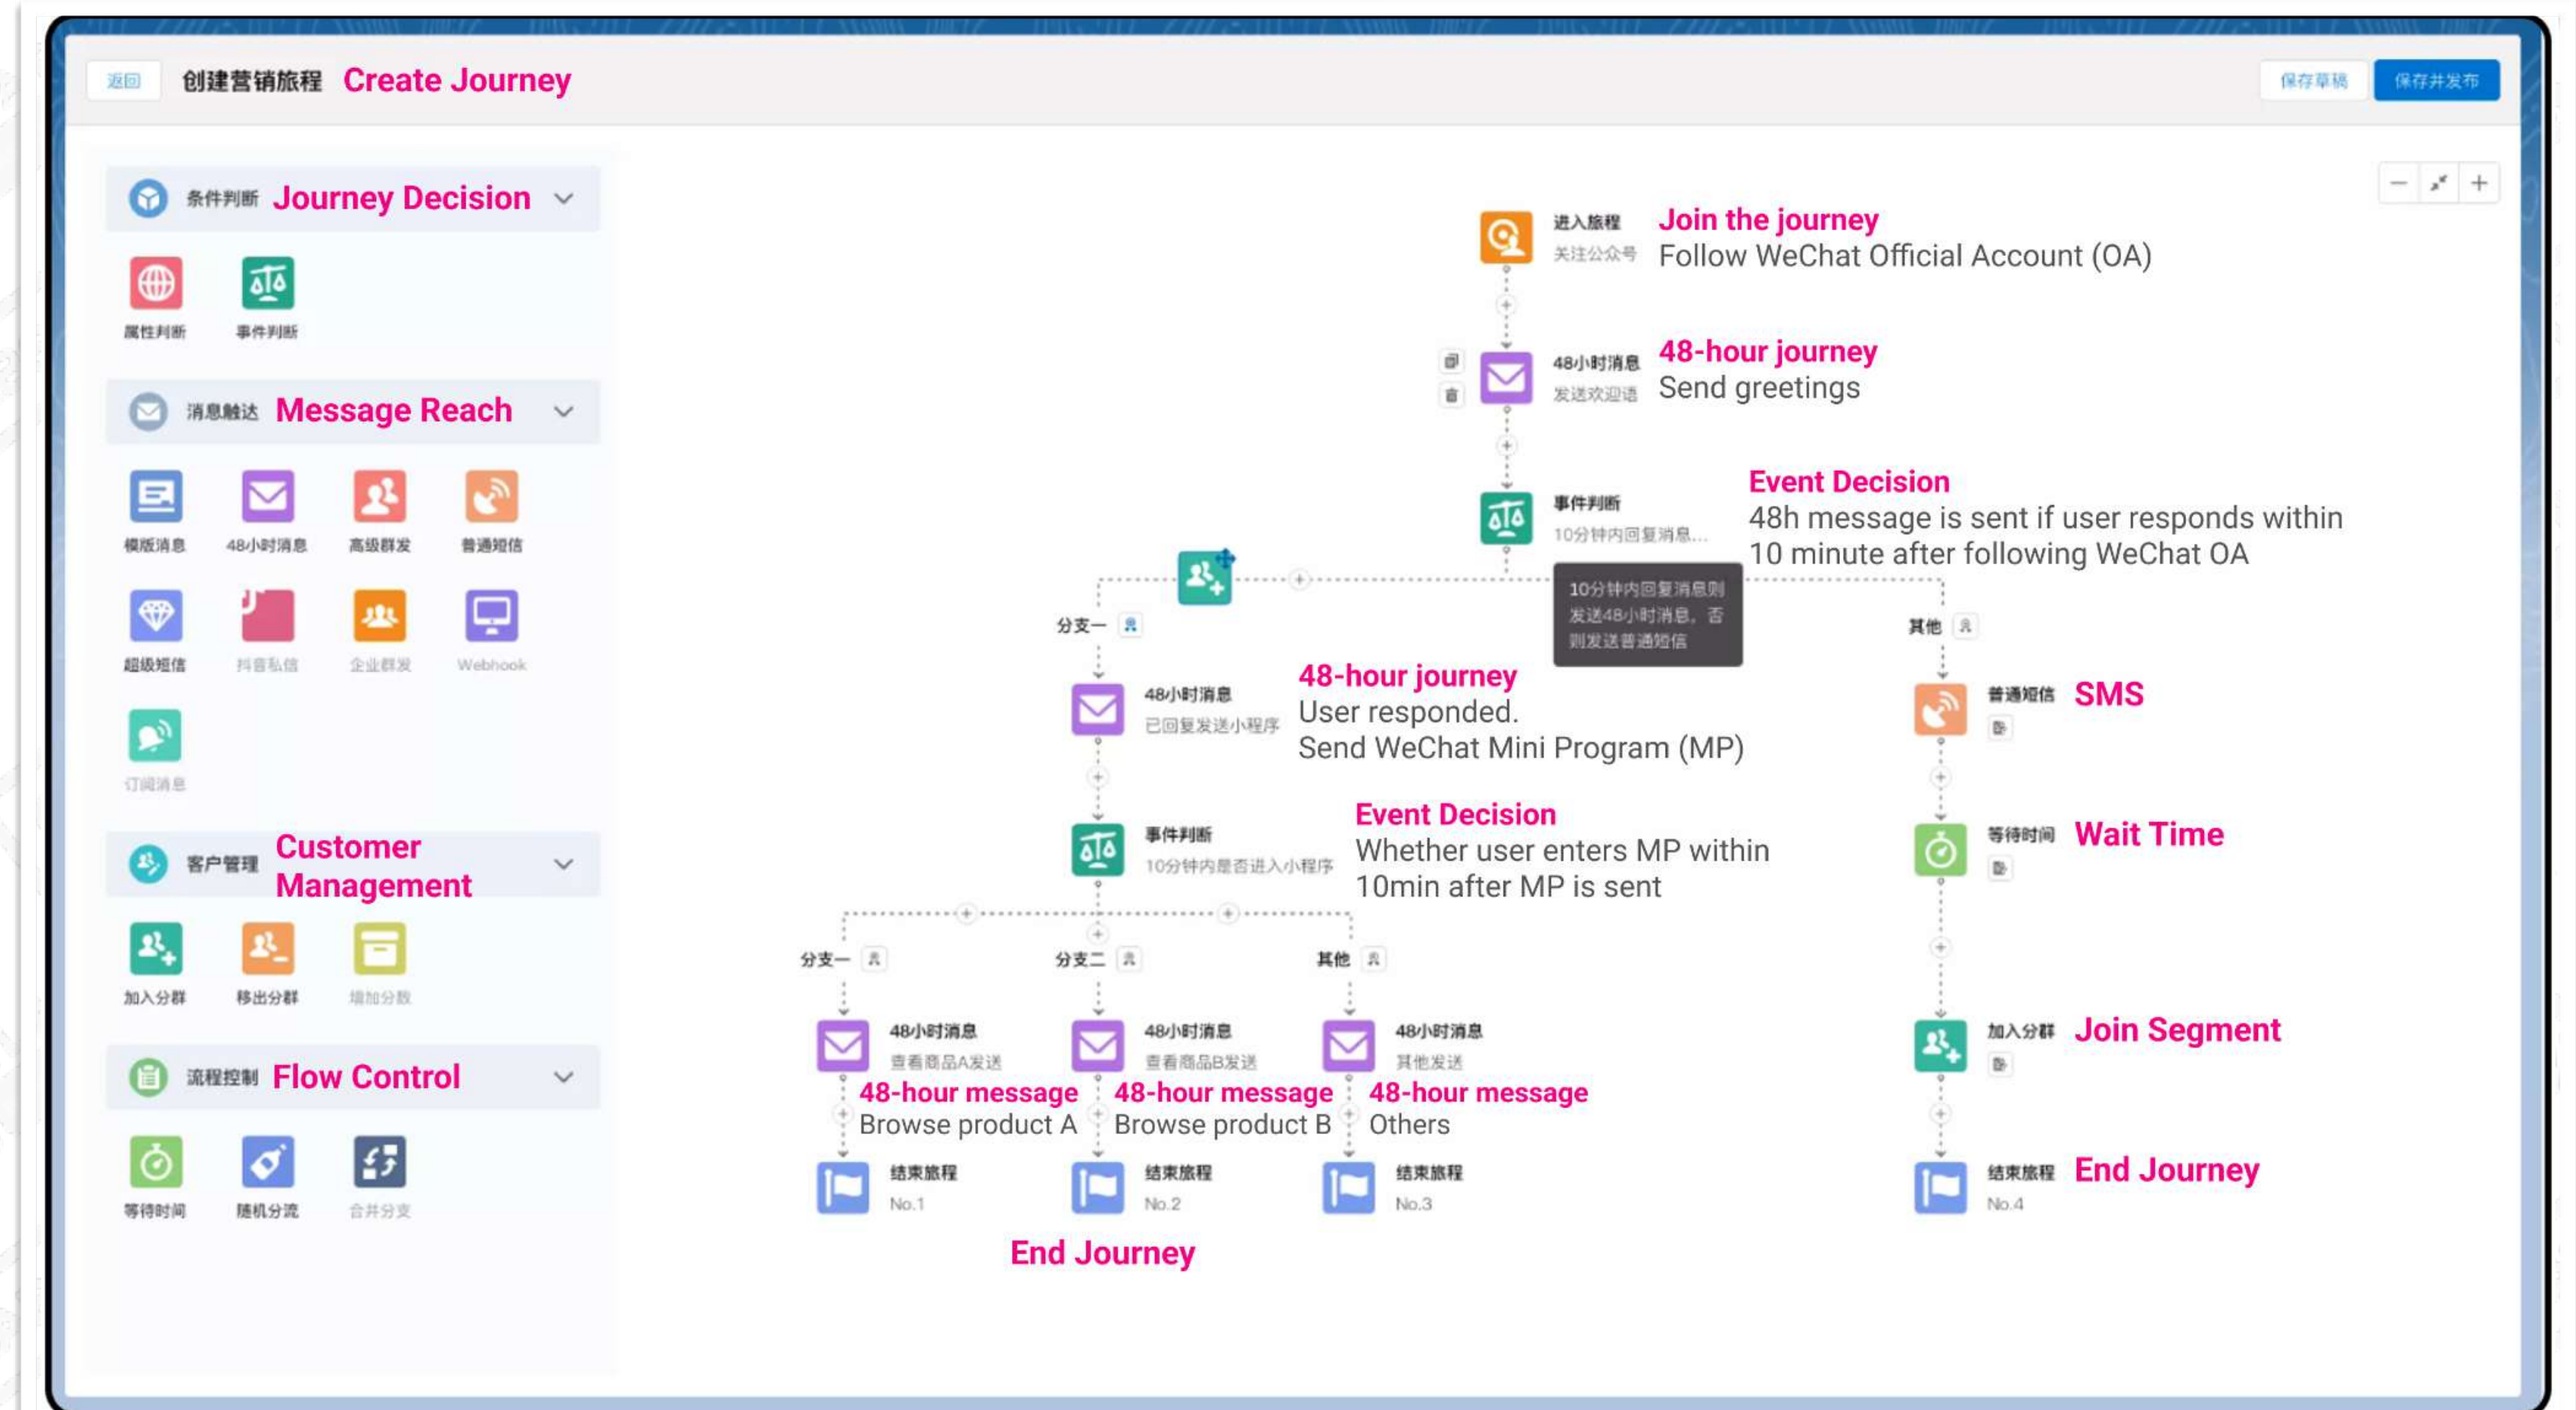 返回 创建营销旅程 Create Journey 保存草稿 保存并发布
条件判断 Journey Decision
属性判断 事件判断
消息触达 Message Reach
模版消息 48小时消息 高级群发 普通短信
超级短信 抖音私信 企业群发 Webhook
订阅消息
客户管理 Customer
Management
加入分群 移出分群 增加分数
流程控制 Flow Control
等待时间 随机分流 合并分支
进入旅程 Join the journey
关注公众号 Follow WeChat Official Account (OA)
48小时消息 48-hour journey
发送欢迎语 Send greetings
事件判断 Event Decision
10分钟内回复消息... 48h message is sent if user responds within
10 minute after following WeChat OA
10分钟内回复消息则
发送48小时消息，否
则发送普通短信
分支一
48小时消息 48-hour journey
已回复发送小程序 User responded.
Send WeChat Mini Program (MP)
事件判断 Event Decision
10分钟内是否进入小程序 Whether user enters MP within
10min after MP is sent
分支一 分支二 其他
48小时消息 48小时消息 48小时消息
查看商品A发送 查看商品B发送 其他发送
48-hour message 48-hour message 48-hour message
Browse product A Browse product B Others
结束旅程 结束旅程 结束旅程
No.1 No.2 No.3
End Journey
其他
普通短信 SMS
等待时间 Wait Time
加入分群 Join Segment
结束旅程 End Journey
No.4